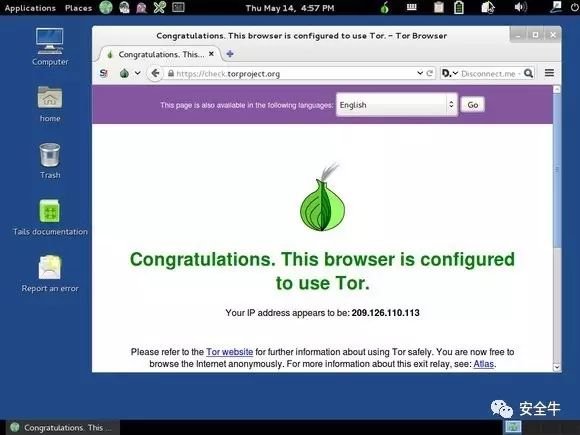 Applications Places Thu May 14, 4:57 PM
Computer
home
Trash
Tails documentation
Report an error
Congratulations. This browser is configured to use Tor. - Tor Browser
Congratulations. This...
https://check.torproject.org
Disconnect.me -
This page is also available in the following languages: English Go
Congratulations. This browser is configured
to use Tor.
Your IP address appears to be: 209.126.110.113
Please refer to the Tor website for further information about using Tor safely. You are now free to
browse the Internet anonymously. For more information about this exit relay, see: Atlas.
Congratulations. This ...
安全牛